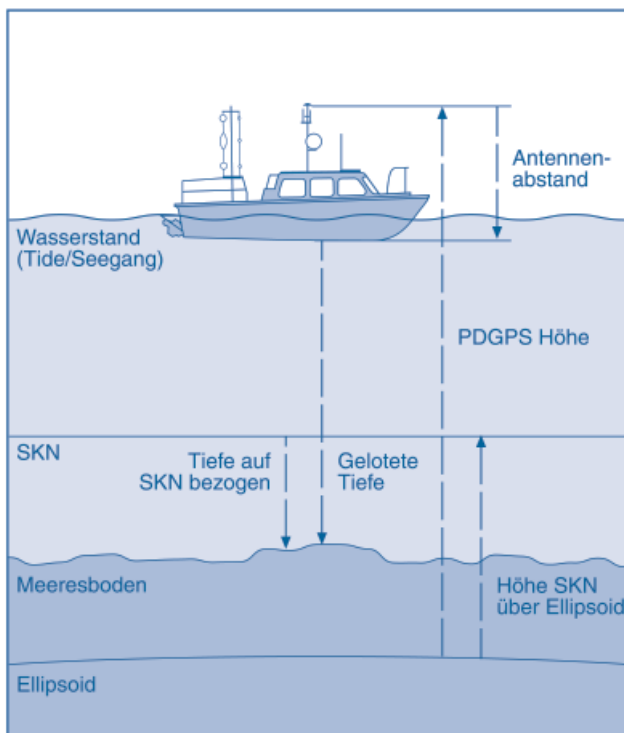 Antennen-
abstand
Wasserstand
(Tide/Seegang)
PDGPS Höhe
SKN
Tiefe auf
SKN bezogen
Gelotete
Tiefe
Meeresboden
Höhe SKN
über Ellipsoid
Ellipsoid